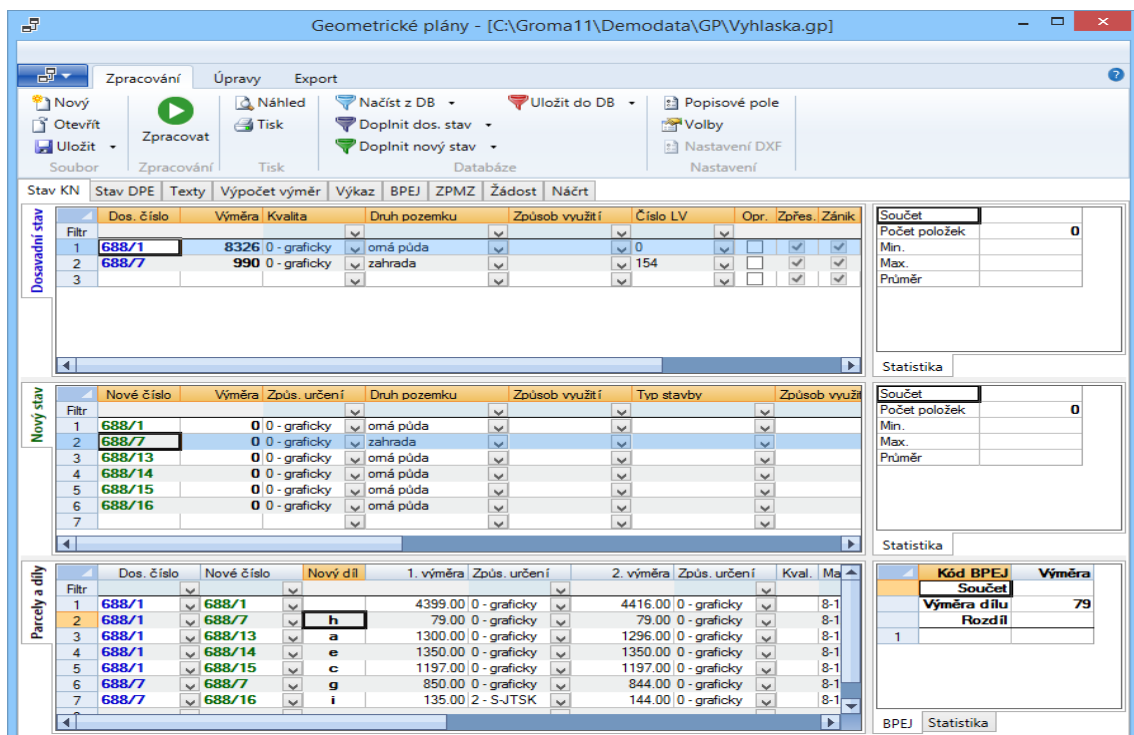 Geometrické plány - [C:\Groma11\Demodata\GP\Vyhlaska.gp]
Zpracování Úpravy Export
Nový Náhled Načíst z DB Uložit do DB Popisové pole
Otevřít Zpracovat Tisk Doplnit dos. stav Volby
Uložit Doplnit nový stav Nastavení DXF
Soubor Zpracování Tisk Databáze Nastavení
Stav KN Stav DPE Texty Výpočet výměr Výkaz BPEJ ZPMZ Žádost Náčrt
Dosavadní stav
Dos. číslo Výměra Kvalita Druh pozemku Způsob využití Číslo LV Opr. Zpřes. Zánik
Filtr
1 688/1 8326 0 - graficky orná půda 0
2 688/7 990 0 - graficky zahrada 154
3
Součet
Počet položek 0
Min.
Max.
Průměr
Statistika
Nový stav
Nové číslo Výměra Způs. určení Druh pozemku Způsob využití Typ stavby Způsob využit
Filtr
1 688/1 0 0 - graficky orná půda
2 688/7 0 0 - graficky zahrada
3 688/13 0 0 - graficky orná půda
4 688/14 0 0 - graficky orná půda
5 688/15 0 0 - graficky orná půda
6 688/16 0 0 - graficky orná půda
7
Součet
Počet položek 0
Min.
Max.
Průměr
Statistika
Parcely a díly
Dos. číslo Nové číslo Nový díl 1. výměra Způs. určení 2. výměra Způs. určení Kval. Ma
Filtr
1 688/1 688/1 4399.00 0 - graficky 4416.00 0 - graficky 8-1
2 688/1 688/7 h 79.00 0 - graficky 79.00 0 - graficky 8-1
3 688/1 688/13 a 1300.00 0 - graficky 1296.00 0 - graficky 8-1
4 688/1 688/14 e 1350.00 0 - graficky 1350.00 0 - graficky 8-1
5 688/1 688/15 c 1197.00 0 - graficky 1197.00 0 - graficky 8-1
6 688/7 688/7 g 850.00 0 - graficky 844.00 0 - graficky 8-1
7 688/7 688/16 i 135.00 2 - S-JTSK 144.00 0 - graficky 8-1
Kód BPEJ Výměra
Součet
Výměra dílu 79
Rozdíl
1
BPEJ Statistika